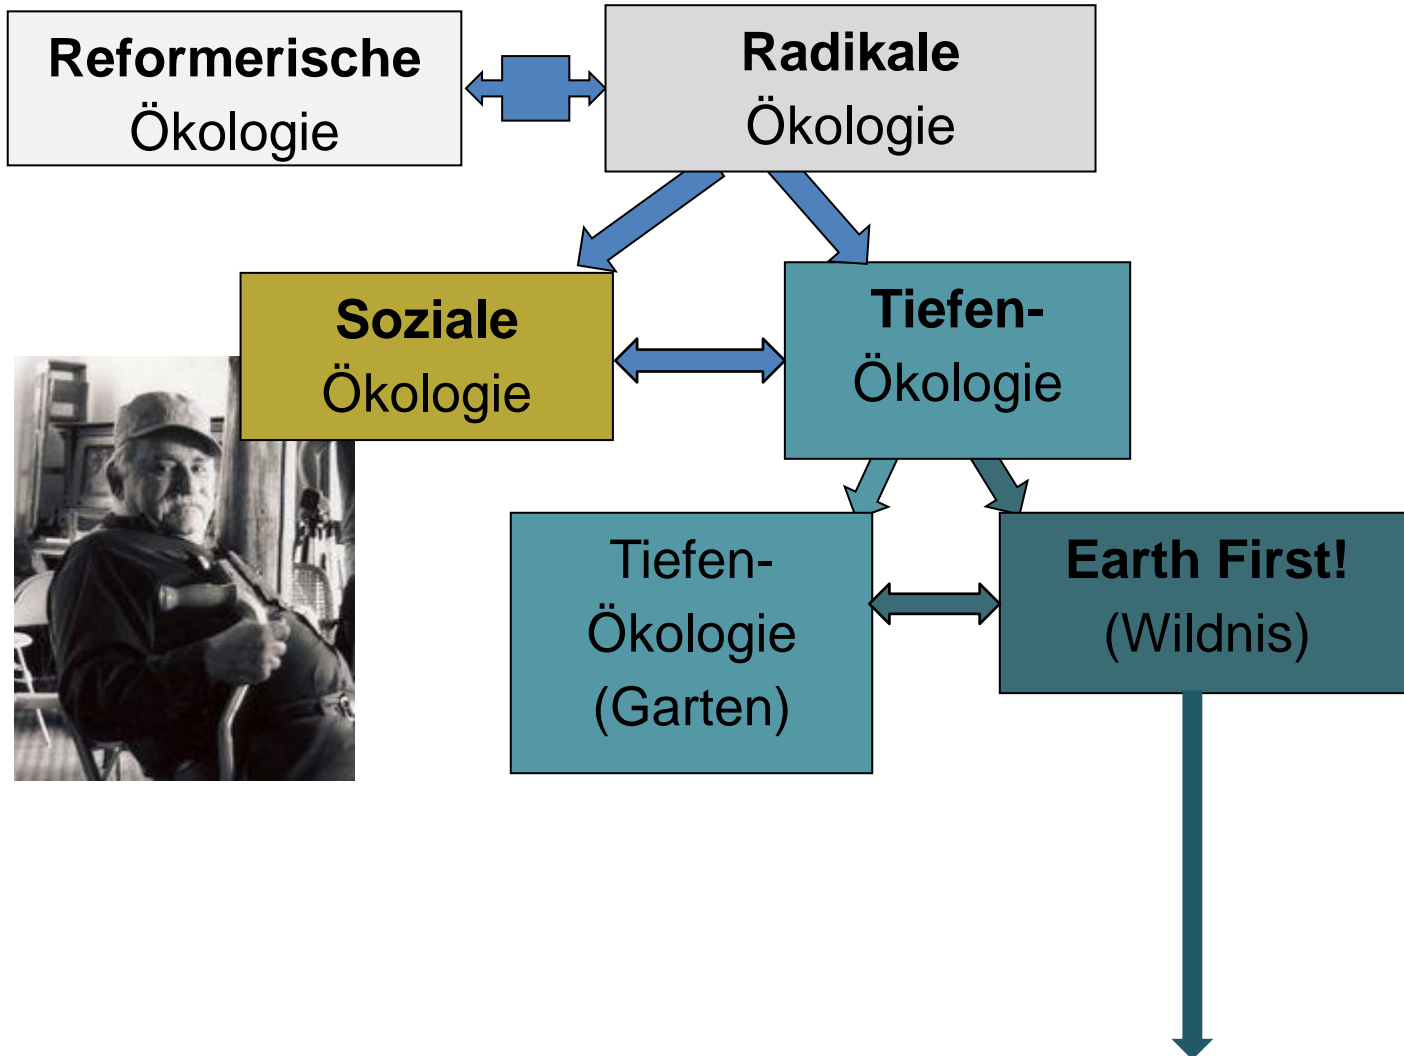 Reformerische
Ökologie
Radikale
Ökologie
Soziale
Ökologie
Tiefen-
Ökologie
Tiefen-
Ökologie
(Garten)
Earth First!
(Wildnis)